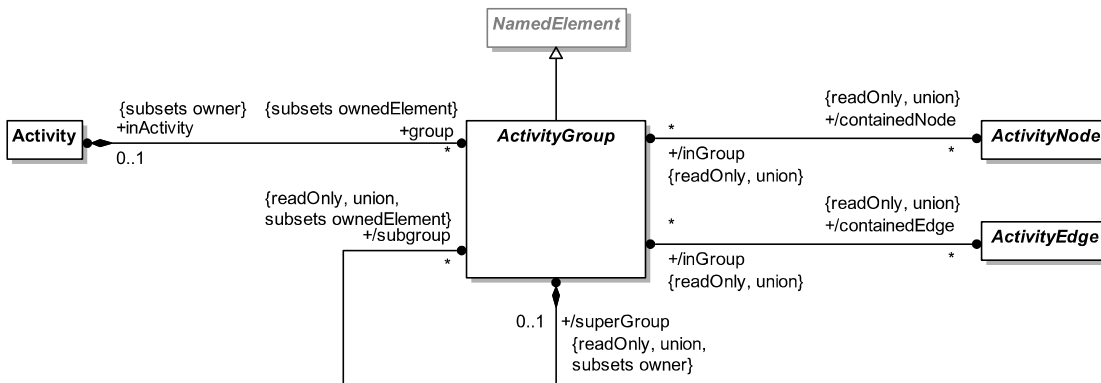 NamedElement
{subsets owner}
+inActivity
{subsets ownedElement}
+group
Activity
0..1
*
ActivityGroup
*
+/inGroup
{readOnly, union}
{readOnly, union}
+/containedNode
*
ActivityNode
{readOnly, union,
subsets ownedElement}
+/subgroup
*
*
+/inGroup
{readOnly, union}
{readOnly, union}
+/containedEdge
*
ActivityEdge
0..1
+/superGroup
{readOnly, union,
subsets owner}